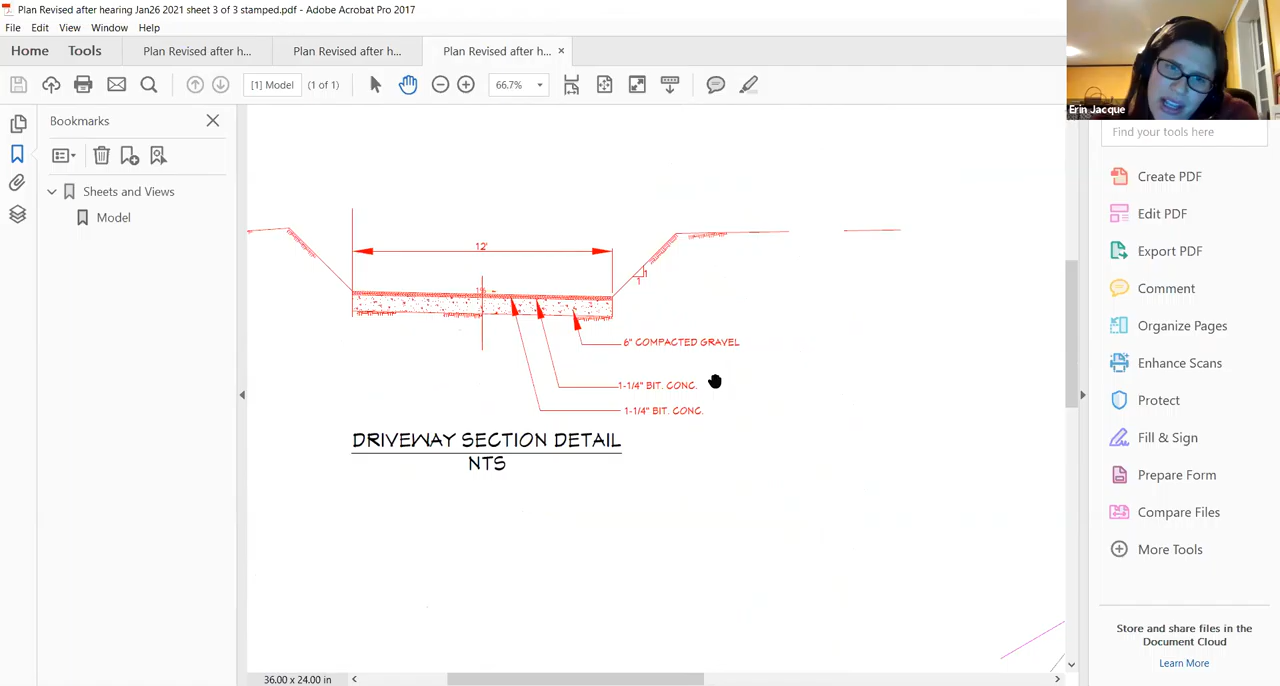 Plan Revised after hearing Jan26 2021 sheet 3 of 3 stamped.pdf - Adobe Acrobat Pro 2017
File Edit View Window Help
Home Tools Plan Revised after h... Plan Revised after h... Plan Revised after h... ×
[1] Model (1 of 1) 66.7%
Erin Jacque
Bookmarks
Sheets and Views
Model
12'
1
1
6" COMPACTED GRAVEL
1-1/4" BIT. CONC.
1-1/4" BIT. CONC.
DRIVEWAY SECTION DETAIL
NTS
36.00 x 24.00 in
Find your tools here
Create PDF
Edit PDF
Export PDF
Comment
Organize Pages
Enhance Scans
Protect
Fill & Sign
Prepare Form
Compare Files
More Tools
Store and share files in the
Document Cloud
Learn More